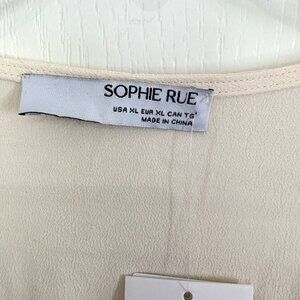 SOPHIE RUE
USA XL EUR XL CAN TG
MADE IN CHINA